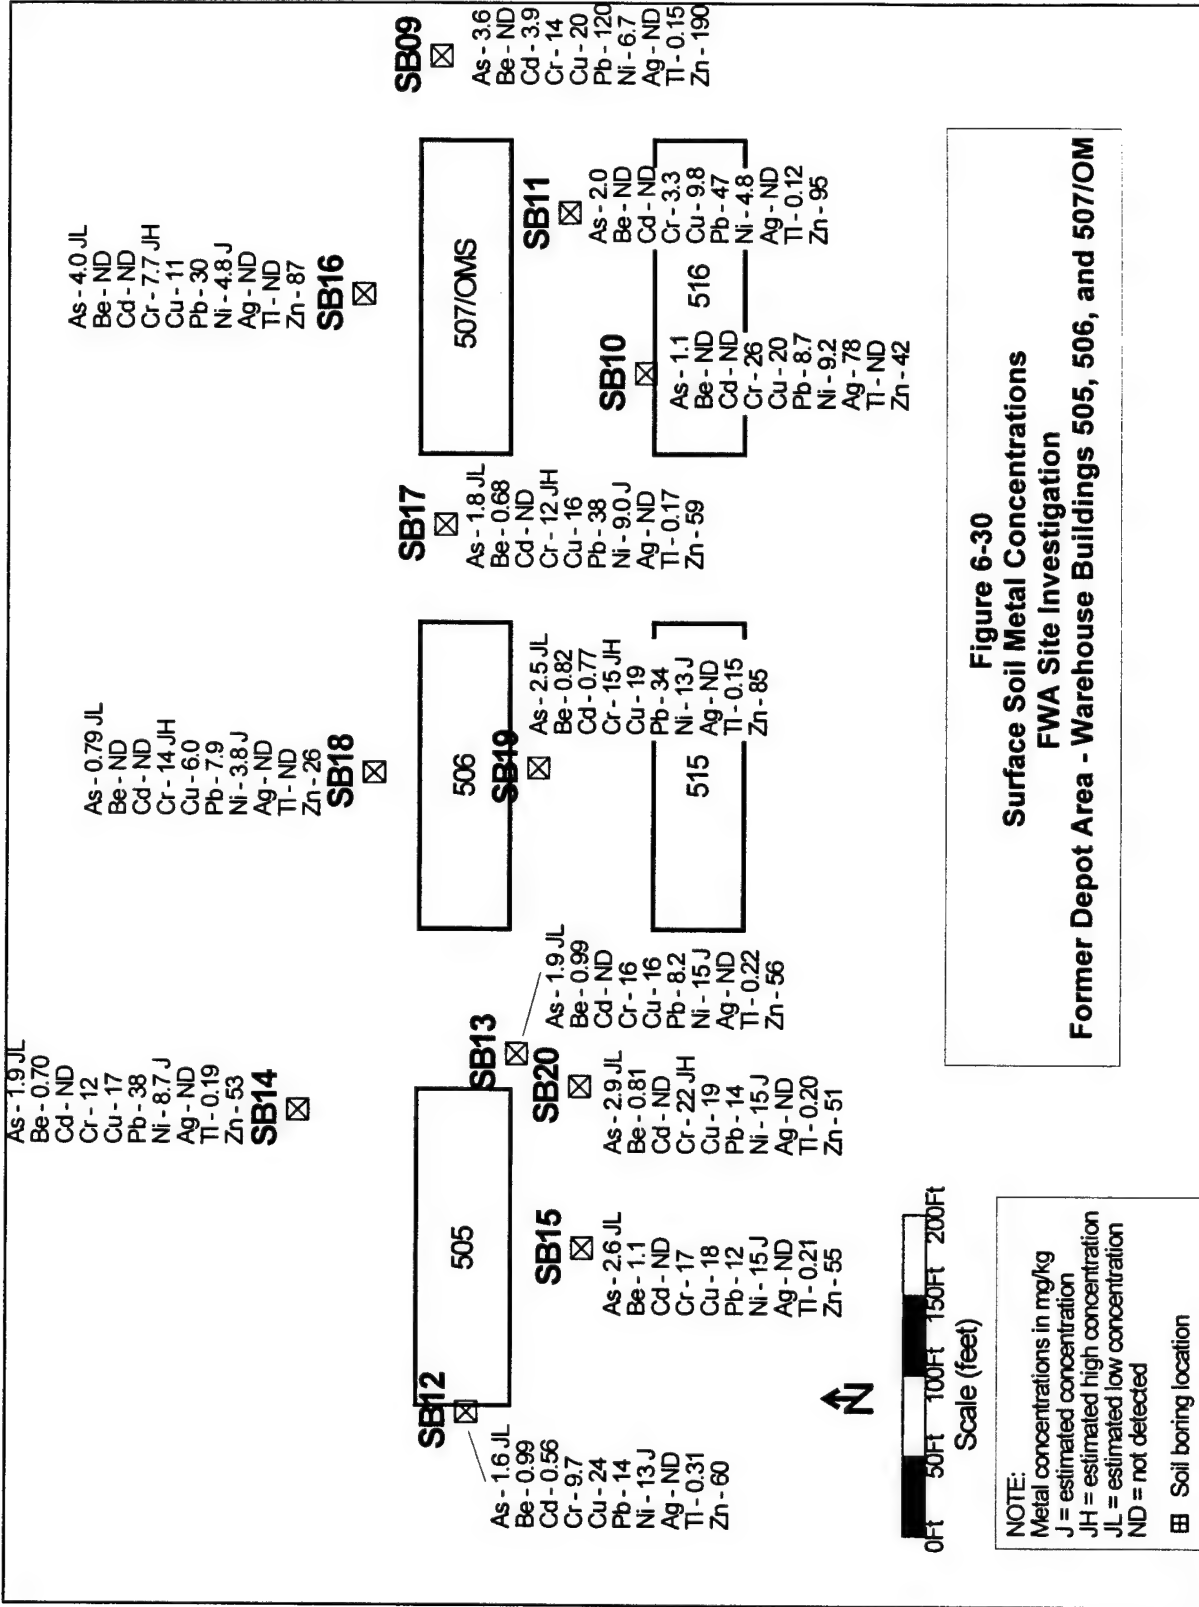 As - 1.9 JL
Be - 0.70
Cd - ND
Cr - 12
Cu - 17
Pb - 38
Ni - 8.7 J
Ag - ND
Tl - 0.19
Zn - 53
SB14
As - 0.79 JL
Be - ND
Cd - ND
Cr - 14 JH
Cu - 6.0
Pb - 7.9
Ni - 3.8 J
Ag - ND
Tl - ND
Zn - 26
SB18
As - 4.0 JL
Be - ND
Cd - ND
Cr - 7.7 JH
Cu - 11
Pb - 30
Ni - 4.8 J
Ag - ND
Tl - ND
Zn - 87
SB16
SB09
As - 3.6
Be - ND
Cd - 3.9
Cr - 14
Cu - 20
Pb - 120
Ni - 6.7
Ag - ND
Tl - 0.15
Zn - 190
SB12
As - 1.6 JL
Be - 0.99
Cd - 0.56
Cr - 9.7
Cu - 24
Pb - 14
Ni - 13 J
Ag - ND
Tl - 0.31
Zn - 60
505
SB13
As - 1.9 JL
Be - 0.99
Cd - ND
Cr - 16
Cu - 16
Pb - 8.2
Ni - 15 J
Ag - ND
Tl - 0.22
Zn - 56
506
SB17
As - 1.8 JL
Be - 0.68
Cd - ND
Cr - 12 JH
Cu - 16
Pb - 38
Ni - 9.0 J
Ag - ND
Tl - 0.17
Zn - 59
507/OMS
SB15
As - 2.6 JL
Be - 1.1
Cd - ND
Cr - 17
Cu - 18
Pb - 12
Ni - 15 J
Ag - ND
Tl - 0.21
Zn - 55
SB20
As - 2.9 JL
Be - 0.81
Cd - ND
Cr - 22 JH
Cu - 19
Pb - 14
Ni - 15 J
Ag - ND
Tl - 0.20
Zn - 51
SB19
As - 2.5 JL
Be - 0.82
Cd - 0.77
Cr - 15 JH
Cu - 19
Pb - 34
Ni - 13 J
Ag - ND
Tl - 0.15
Zn - 85
515
SB10
As - 1.1
Be - ND
Cd - ND
Cr - 26
Cu - 20
Pb - 8.7
Ni - 9.2
Ag - 78
Tl - ND
Zn - 42
516
SB11
As - 2.0
Be - ND
Cd - ND
Cr - 3.3
Cu - 9.8
Pb - 47
Ni - 4.8
Ag - ND
Tl - 0.12
Zn - 95
N
0Ft 50Ft 100Ft 150Ft 200Ft
Scale (feet)
NOTE:
Metal concentrations in mg/kg
J = estimated concentration
JH = estimated high concentration
JL = estimated low concentration
ND = not detected
Soil boring location
Figure 6-30
Surface Soil Metal Concentrations
FWA Site Investigation
Former Depot Area - Warehouse Buildings 505, 506, and 507/OM